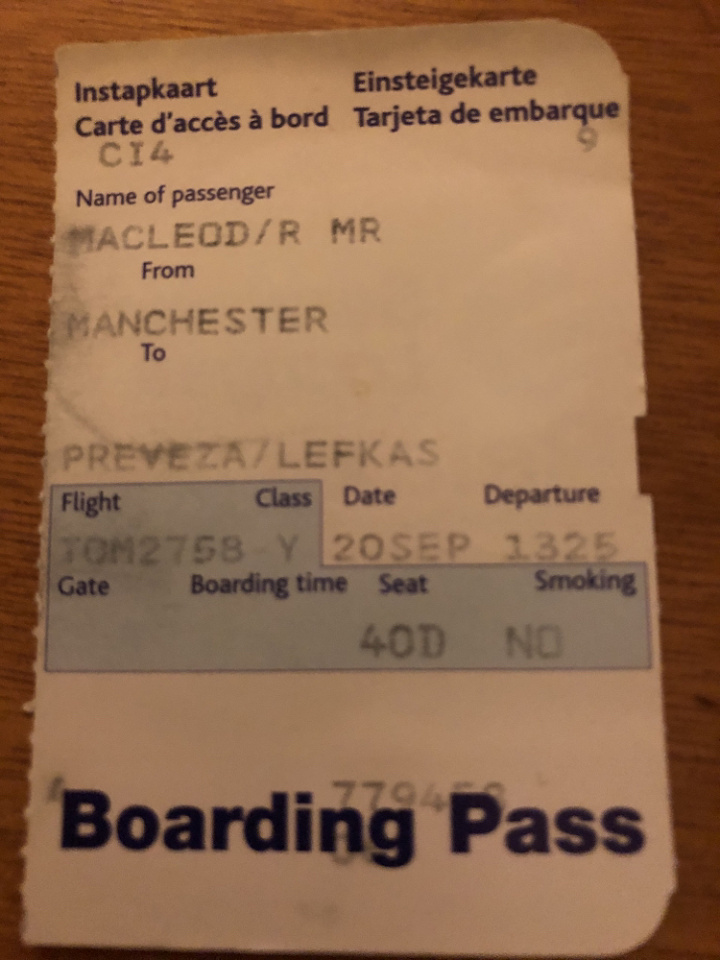 Instapkaart Einsteigekarte
Carte d'accès à bord Tarjeta de embarque
CI4 9
Name of passenger
MACLEOD/R MR
From
MANCHESTER
To
PREVEZA/LEFKAS
Flight Class Date Departure
TOM2758 Y 20SEP 1325
Gate Boarding time Seat Smoking
40D NO
Boarding Pass